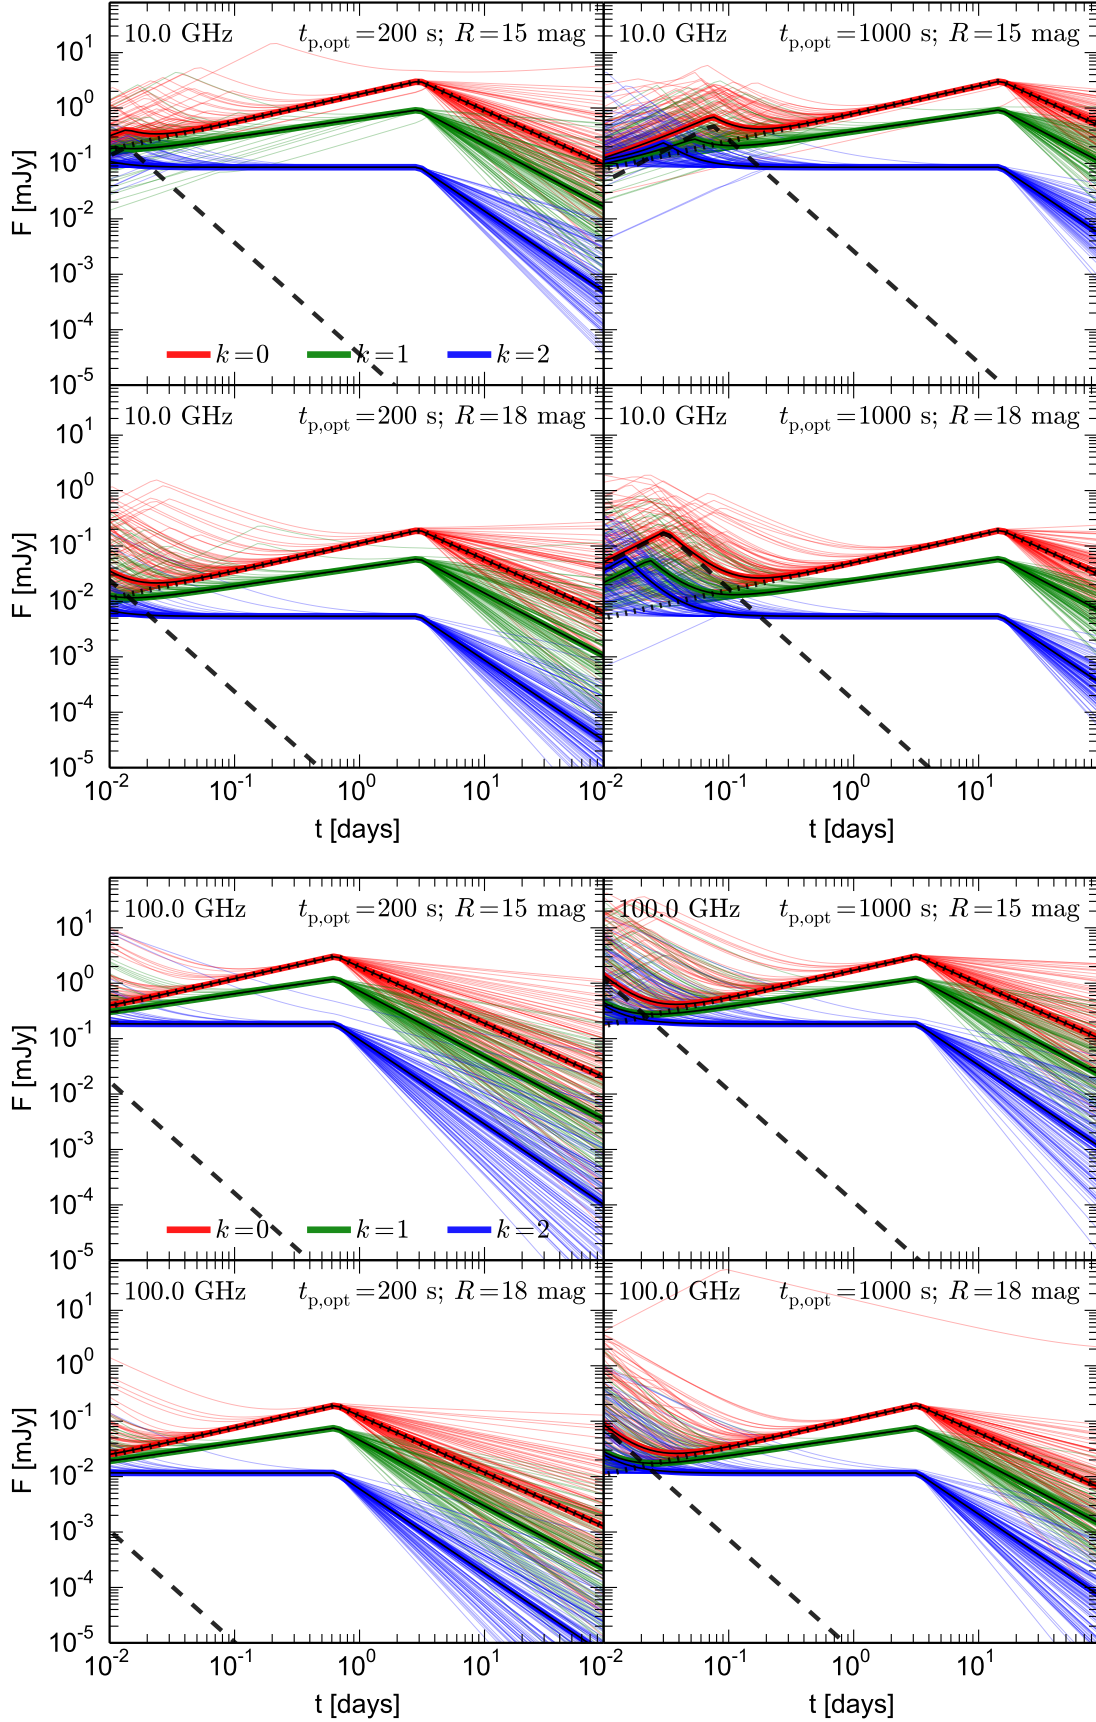 10.0 GHz t_p,opt=200 s; R=15 mag
10.0 GHz t_p,opt=1000 s; R=15 mag
10^1
10^0
10^-1
10^-2
10^-3
10^-4
10^-5
F [mJy]
k=0 k=1 k=2
10.0 GHz t_p,opt=200 s; R=18 mag
10.0 GHz t_p,opt=1000 s; R=18 mag
10^1
10^0
10^-1
10^-2
10^-3
10^-4
10^-5
F [mJy]
10^-2 10^-1 10^0 10^1 10^-2 10^-1 10^0 10^1
t [days] t [days]
100.0 GHz t_p,opt=200 s; R=15 mag
100.0 GHz t_p,opt=1000 s; R=15 mag
10^1
10^0
10^-1
10^-2
10^-3
10^-4
10^-5
F [mJy]
k=0 k=1 k=2
100.0 GHz t_p,opt=200 s; R=18 mag
100.0 GHz t_p,opt=1000 s; R=18 mag
10^1
10^0
10^-1
10^-2
10^-3
10^-4
10^-5
F [mJy]
10^-2 10^-1 10^0 10^1 10^-2 10^-1 10^0 10^1
t [days] t [days]